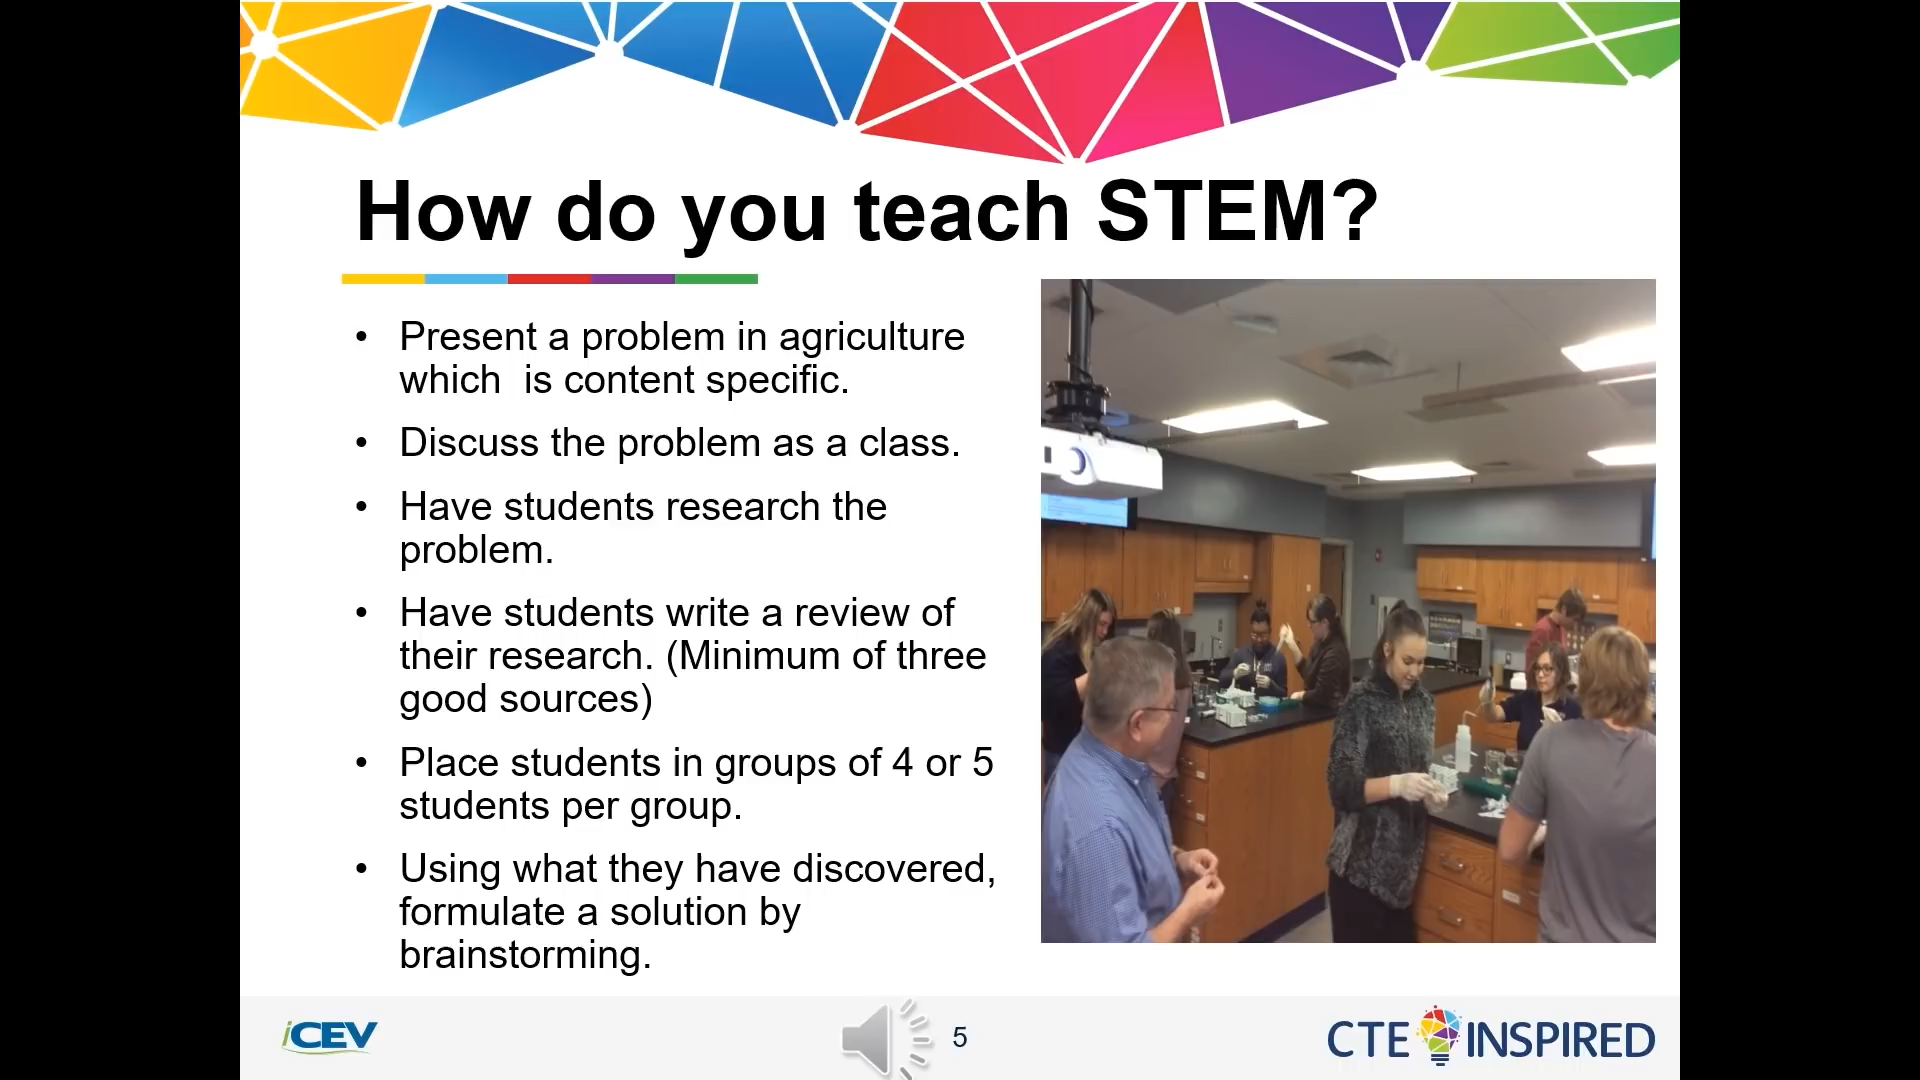 How do you teach STEM?
• Present a problem in agriculture
which  is content specific.
• Discuss the problem as a class.
• Have students research the
problem.
• Have students write a review of
their research. (Minimum of three
good sources)
• Place students in groups of 4 or 5
students per group.
• Using what they have discovered,
formulate a solution by
brainstorming.
iCEV
5
CTE INSPIRED